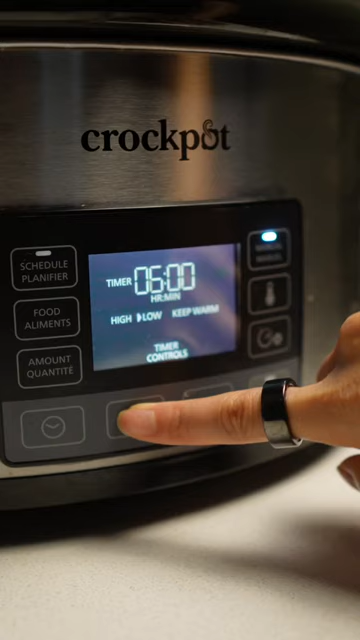 crockpot
SCHEDULE
PLANIFIER
FOOD
ALIMENTS
AMOUNT
QUANTITÉ
TIMER 06:00
HR:MIN
HIGH LOW KEEP WARM
TIMER
CONTROLS